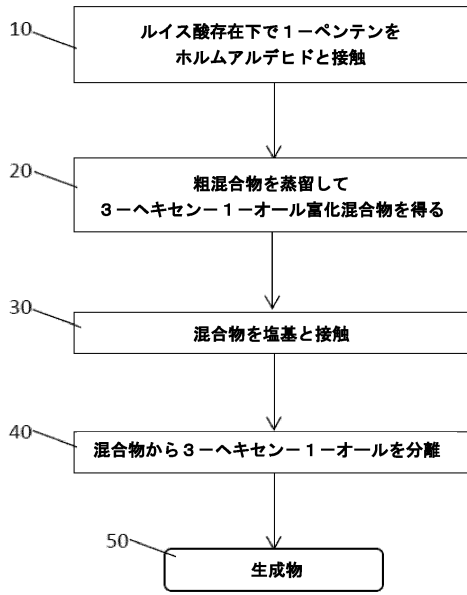 10
ルイス酸存在下で1－ペンテンを
ホルムアルデヒドと接触
20
粗混合物を蒸留して
3－ヘキセン－1－オール富化混合物を得る
30
混合物を塩基と接触
40
混合物から3－ヘキセン－1－オールを分離
50
生成物